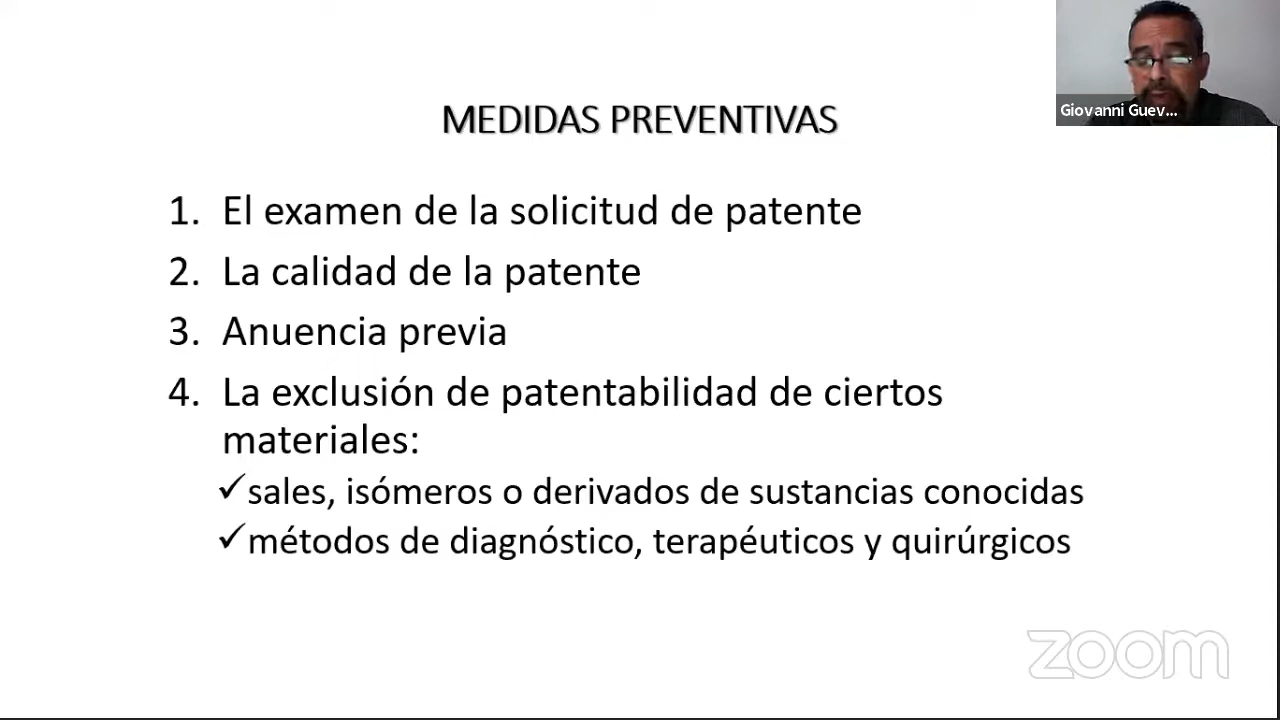 Giovanni Guev...
MEDIDAS PREVENTIVAS
1. El examen de la solicitud de patente
2. La calidad de la patente
3. Anuencia previa
4. La exclusión de patentabilidad de ciertos
materiales:
✓sales, isómeros o derivados de sustancias conocidas
✓métodos de diagnóstico, terapéuticos y quirúrgicos
zoom